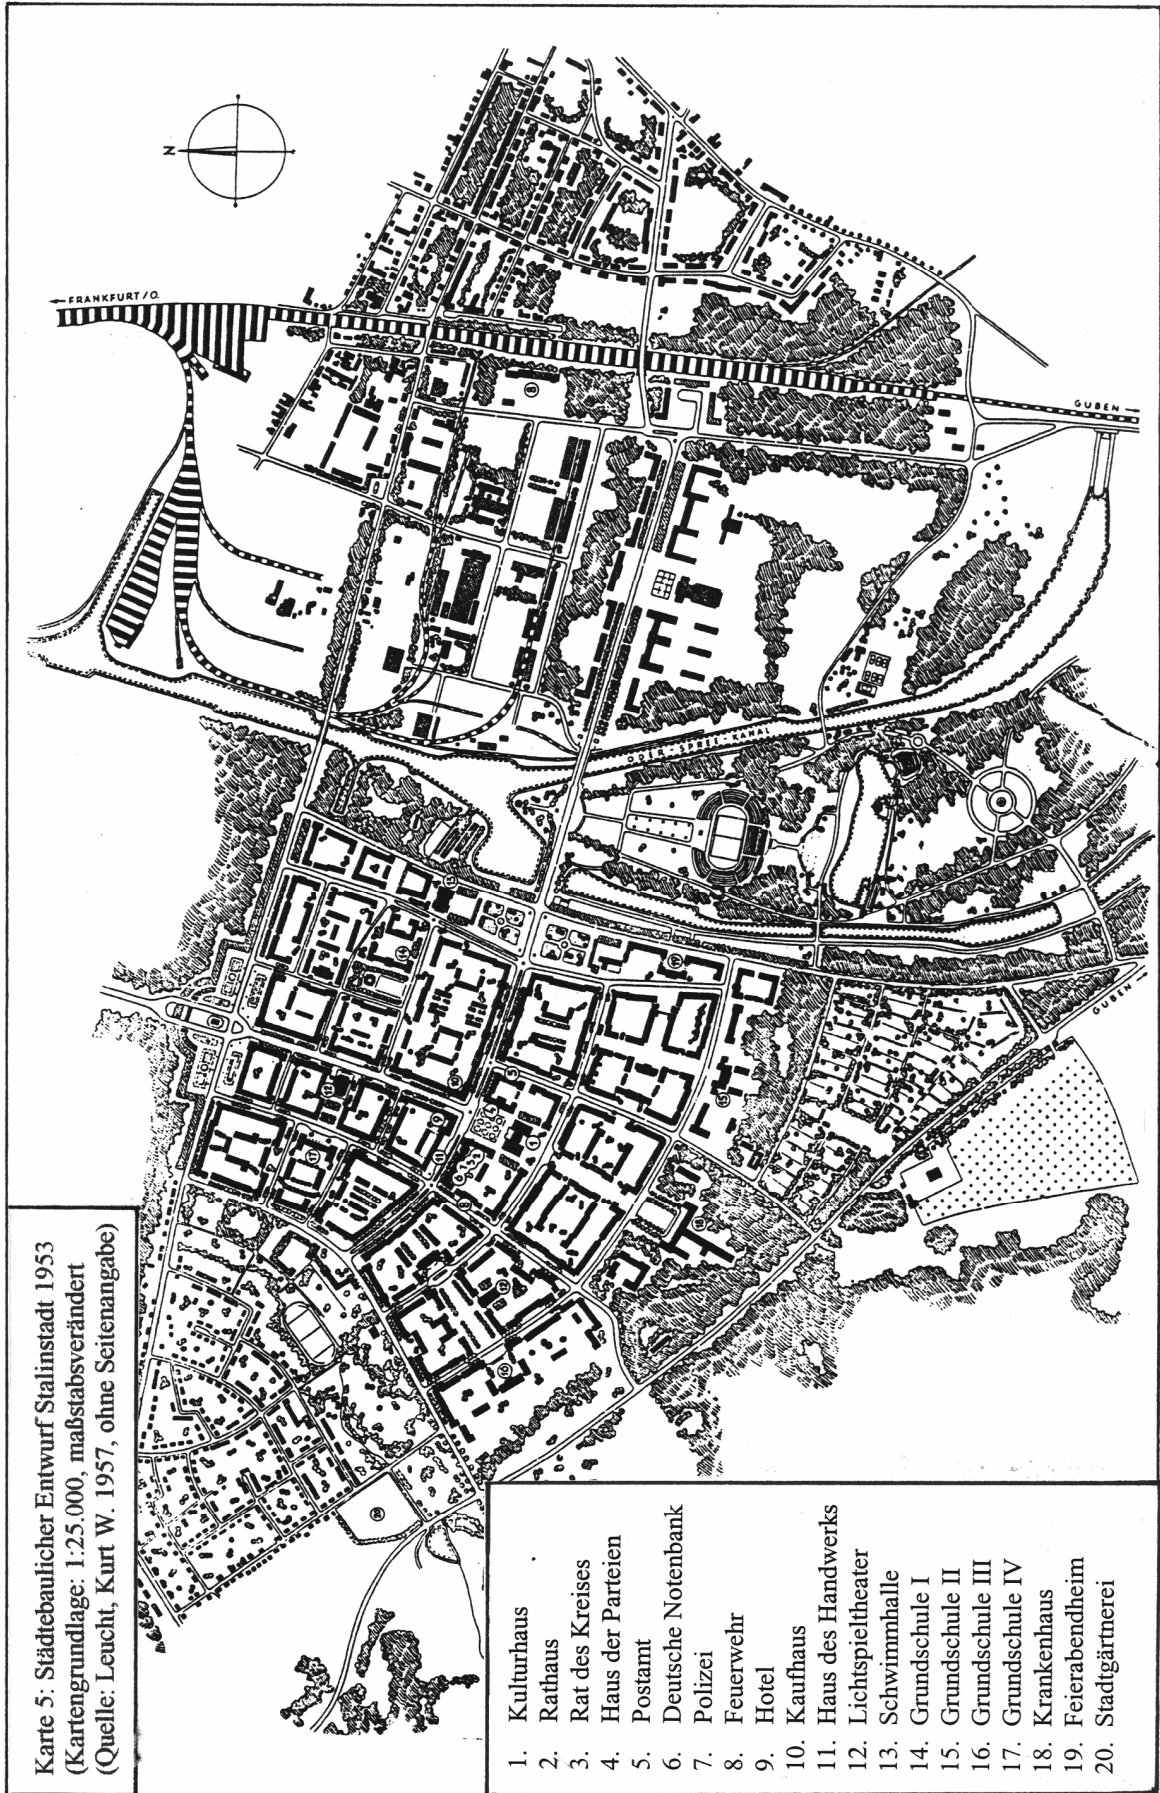 Karte 5: Städtebaulicher Entwurf Stalinstadt 1953
(Kartengrundlage: 1:25.000, maßstabsverändert
(Quelle: Leucht, Kurt W. 1957, ohne Seitenangabe)
N
FRANKFURT/O.
GUBEN
ODER-SPREE-KANAL
GUBEN
1. Kulturhaus
2. Rathaus
3. Rat des Kreises
4. Haus der Parteien
5. Postamt
6. Deutsche Notenbank
7. Polizei
8. Feuerwehr
9. Hotel
10. Kaufhaus
11. Haus des Handwerks
12. Lichtspieltheater
13. Schwimmhalle
14. Grundschule I
15. Grundschule II
16. Grundschule III
17. Grundschule IV
18. Krankenhaus
19. Feierabendheim
20. Stadtgärtnerei